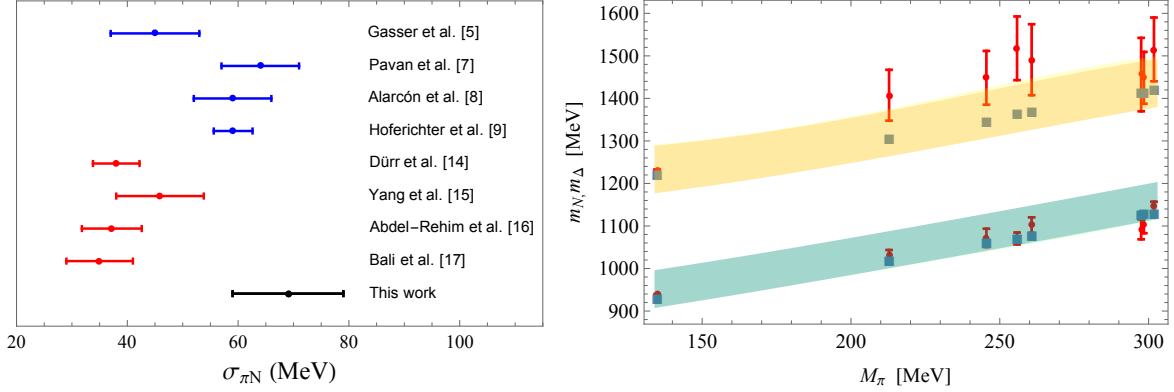 Gasser et al. [5]
Pavan et al. [7]
Alarcón et al. [8]
Hoferichter et al. [9]
Dürr et al. [14]
Yang et al. [15]
Abdel−Rehim et al. [16]
Bali et al. [17]
This work
20 40 60 80 100
σπN (MeV)
1600
1500
1400
1300
1200
1100
1000
900
mN, mΔ [MeV]
150 200 250 300
Mπ [MeV]